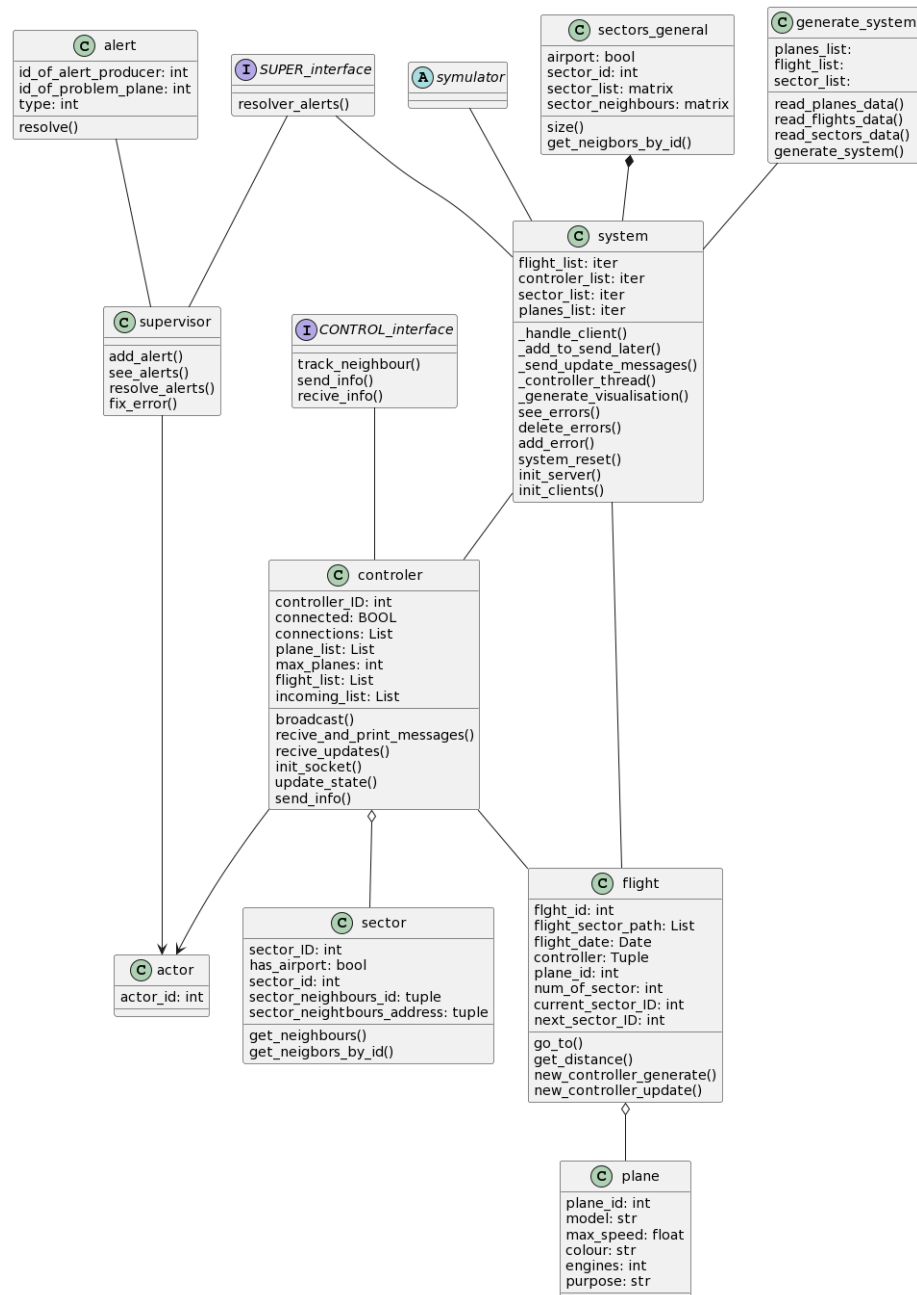 C alert
id_of_alert_producer: int
id_of_problem_plane: int
type: int
resolve()
I SUPER_interface
resolver_alerts()
A symulator
C sectors_general
airport: bool
sector_id: int
sector_list: matrix
sector_neighbours: matrix
size()
get_neigbors_by_id()
C generate_system
planes_list:
flight_list:
sector_list:
read_planes_data()
read_flights_data()
read_sectors_data()
generate_system()
C system
flight_list: iter
controler_list: iter
sector_list: iter
planes_list: iter
_handle_client()
_add_to_send_later()
_send_update_messages()
_controller_thread()
_generate_visualisation()
see_errors()
delete_errors()
add_error()
system_reset()
init_server()
init_clients()
C supervisor
add_alert()
see_alerts()
resolve_alerts()
fix_error()
I CONTROL_interface
track_neighbour()
send_info()
recive_info()
C controler
controller_ID: int
connected: BOOL
connections: List
plane_list: List
max_planes: int
flight_list: List
incoming_list: List
broadcast()
recive_and_print_messages()
recive_updates()
init_socket()
update_state()
send_info()
C flight
flght_id: int
flight_sector_path: List
flight_date: Date
controller: Tuple
plane_id: int
num_of_sector: int
current_sector_ID: int
next_sector_ID: int
go_to()
get_distance()
new_controller_generate()
new_controller_update()
C sector
sector_ID: int
has_airport: bool
sector_id: int
sector_neighbours_id: tuple
sector_neightbours_address: tuple
get_neighbours()
get_neigbors_by_id()
C actor
actor_id: int
C plane
plane_id: int
model: str
max_speed: float
colour: str
engines: int
purpose: str